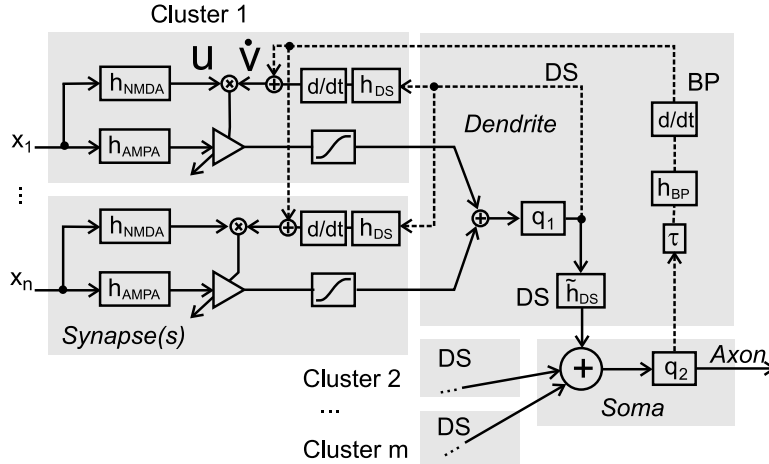 Cluster 1
u v̇
h_NMDA d/dt h_DS DS BP
Dendrite d/dt
x_1 h_AMPA
⋮ h_BP
h_NMDA d/dt h_DS q_1 τ
x_n h_AMPA DS h̃_DS
Synapse(s)
DS Axon
Cluster 2 + q_2
... DS Soma
Cluster m